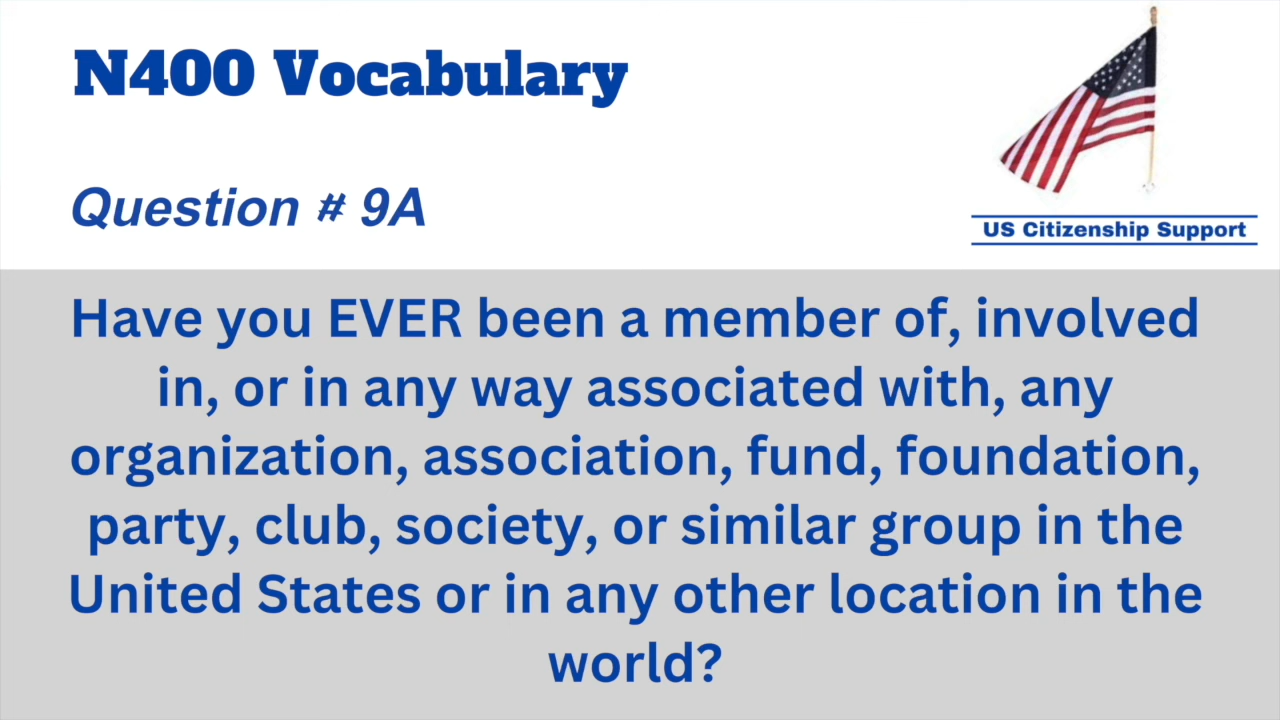 N400 Vocabulary
Question # 9A
US Citizenship Support
Have you EVER been a member of, involved
in, or in any way associated with, any
organization, association, fund, foundation,
party, club, society, or similar group in the
United States or in any other location in the
world?